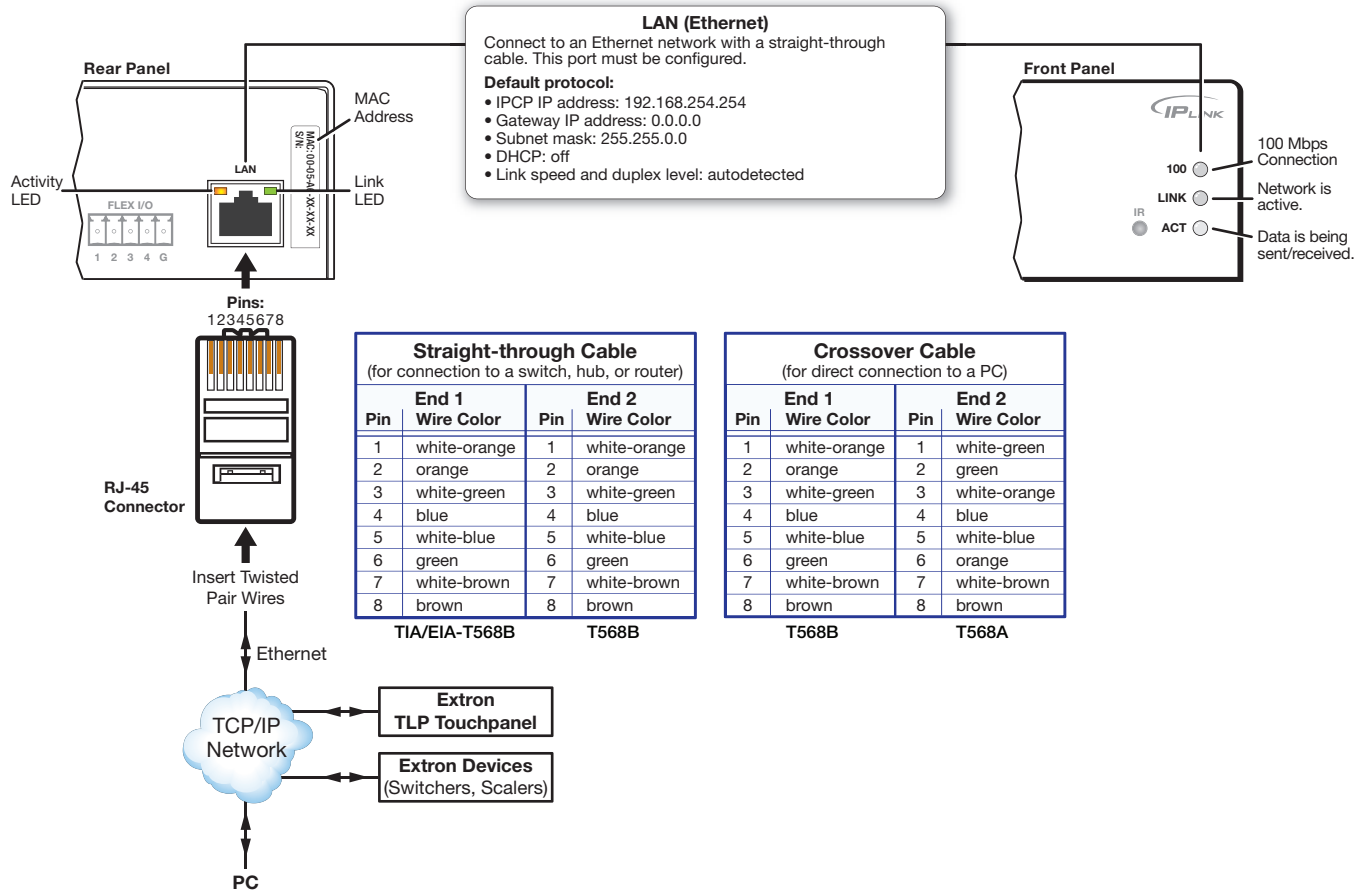 LAN (Ethernet)
Connect to an Ethernet network with a straight-through
cable. This port must be configured.
Default protocol:
• IPCP IP address: 192.168.254.254
• Gateway IP address: 0.0.0.0
• Subnet mask: 255.255.0.0
• DHCP: off
• Link speed and duplex level: autodetected
Rear Panel
MAC
Address
MAC:00-05-A6-XX-XX-XX
S/N:
LAN
Activity
LED
Link
LED
FLEX I/O
1 2 3 4 G
Front Panel
IP LINK
100
100 Mbps
Connection
LINK
Network is
active.
IR
ACT
Data is being
sent/received.
Pins:
12345678
RJ-45
Connector
Insert Twisted
Pair Wires
Ethernet
TCP/IP
Network
Extron
TLP Touchpanel
Extron Devices
(Switchers, Scalers)
PC
Straight-through Cable
(for connection to a switch, hub, or router)
End 1 End 2
Pin Wire Color Pin Wire Color
1 white-orange 1 white-orange
2 orange 2 orange
3 white-green 3 white-green
4 blue 4 blue
5 white-blue 5 white-blue
6 green 6 green
7 white-brown 7 white-brown
8 brown 8 brown
TIA/EIA-T568B T568B
Crossover Cable
(for direct connection to a PC)
End 1 End 2
Pin Wire Color Pin Wire Color
1 white-orange 1 white-green
2 orange 2 green
3 white-green 3 white-orange
4 blue 4 blue
5 white-blue 5 white-blue
6 green 6 orange
7 white-brown 7 white-brown
8 brown 8 brown
T568B T568A